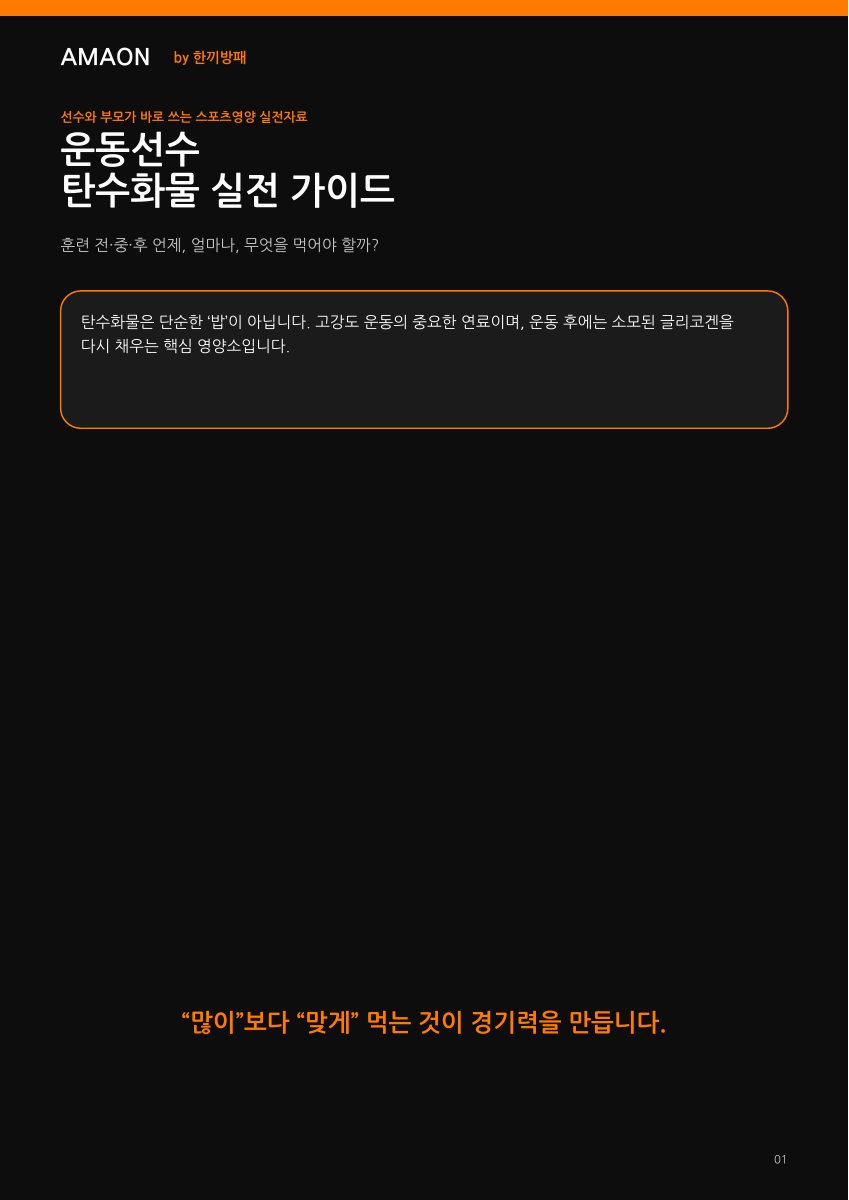 AMAON by 한끼방패
선수와 부모가 바로 쓰는 스포츠영양 실전자료
운동선수
탄수화물 실전 가이드
훈련 전·중·후 언제, 얼마나, 무엇을 먹어야 할까?
탄수화물은 단순한 ‘밥’이 아닙니다. 고강도 운동의 중요한 연료이며, 운동 후에는 소모된 글리코겐을
다시 채우는 핵심 영양소입니다.
“많이”보다 “맞게” 먹는 것이 경기력을 만듭니다.
01